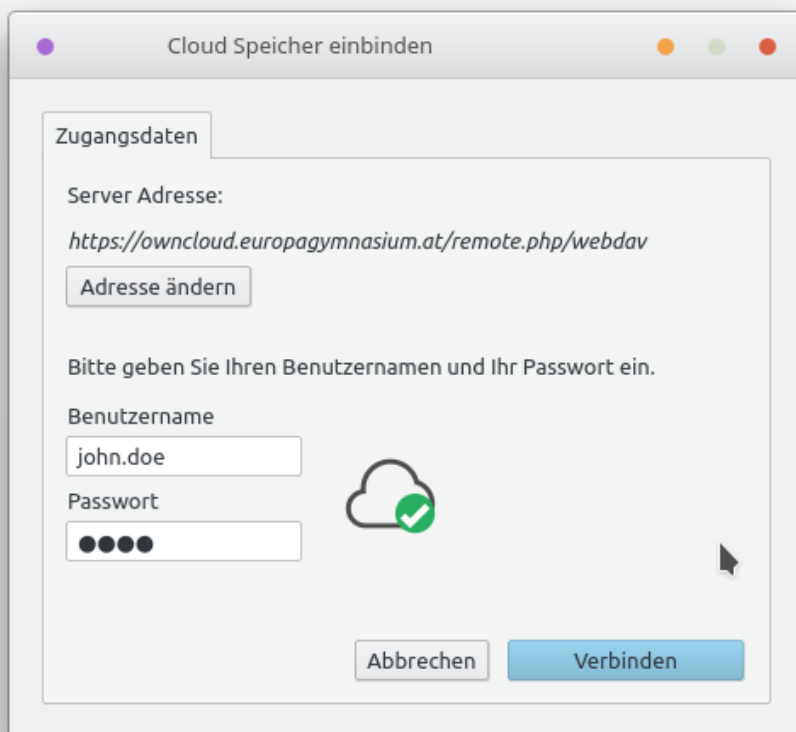 Cloud Speicher einbinden
Zugangsdaten
Server Adresse:
https://owncloud.europagymnasium.at/remote.php/webdav
Adresse ändern
Bitte geben Sie Ihren Benutzernamen und Ihr Passwort ein.
Benutzername
john.doe
Passwort
●●●●
Abbrechen Verbinden